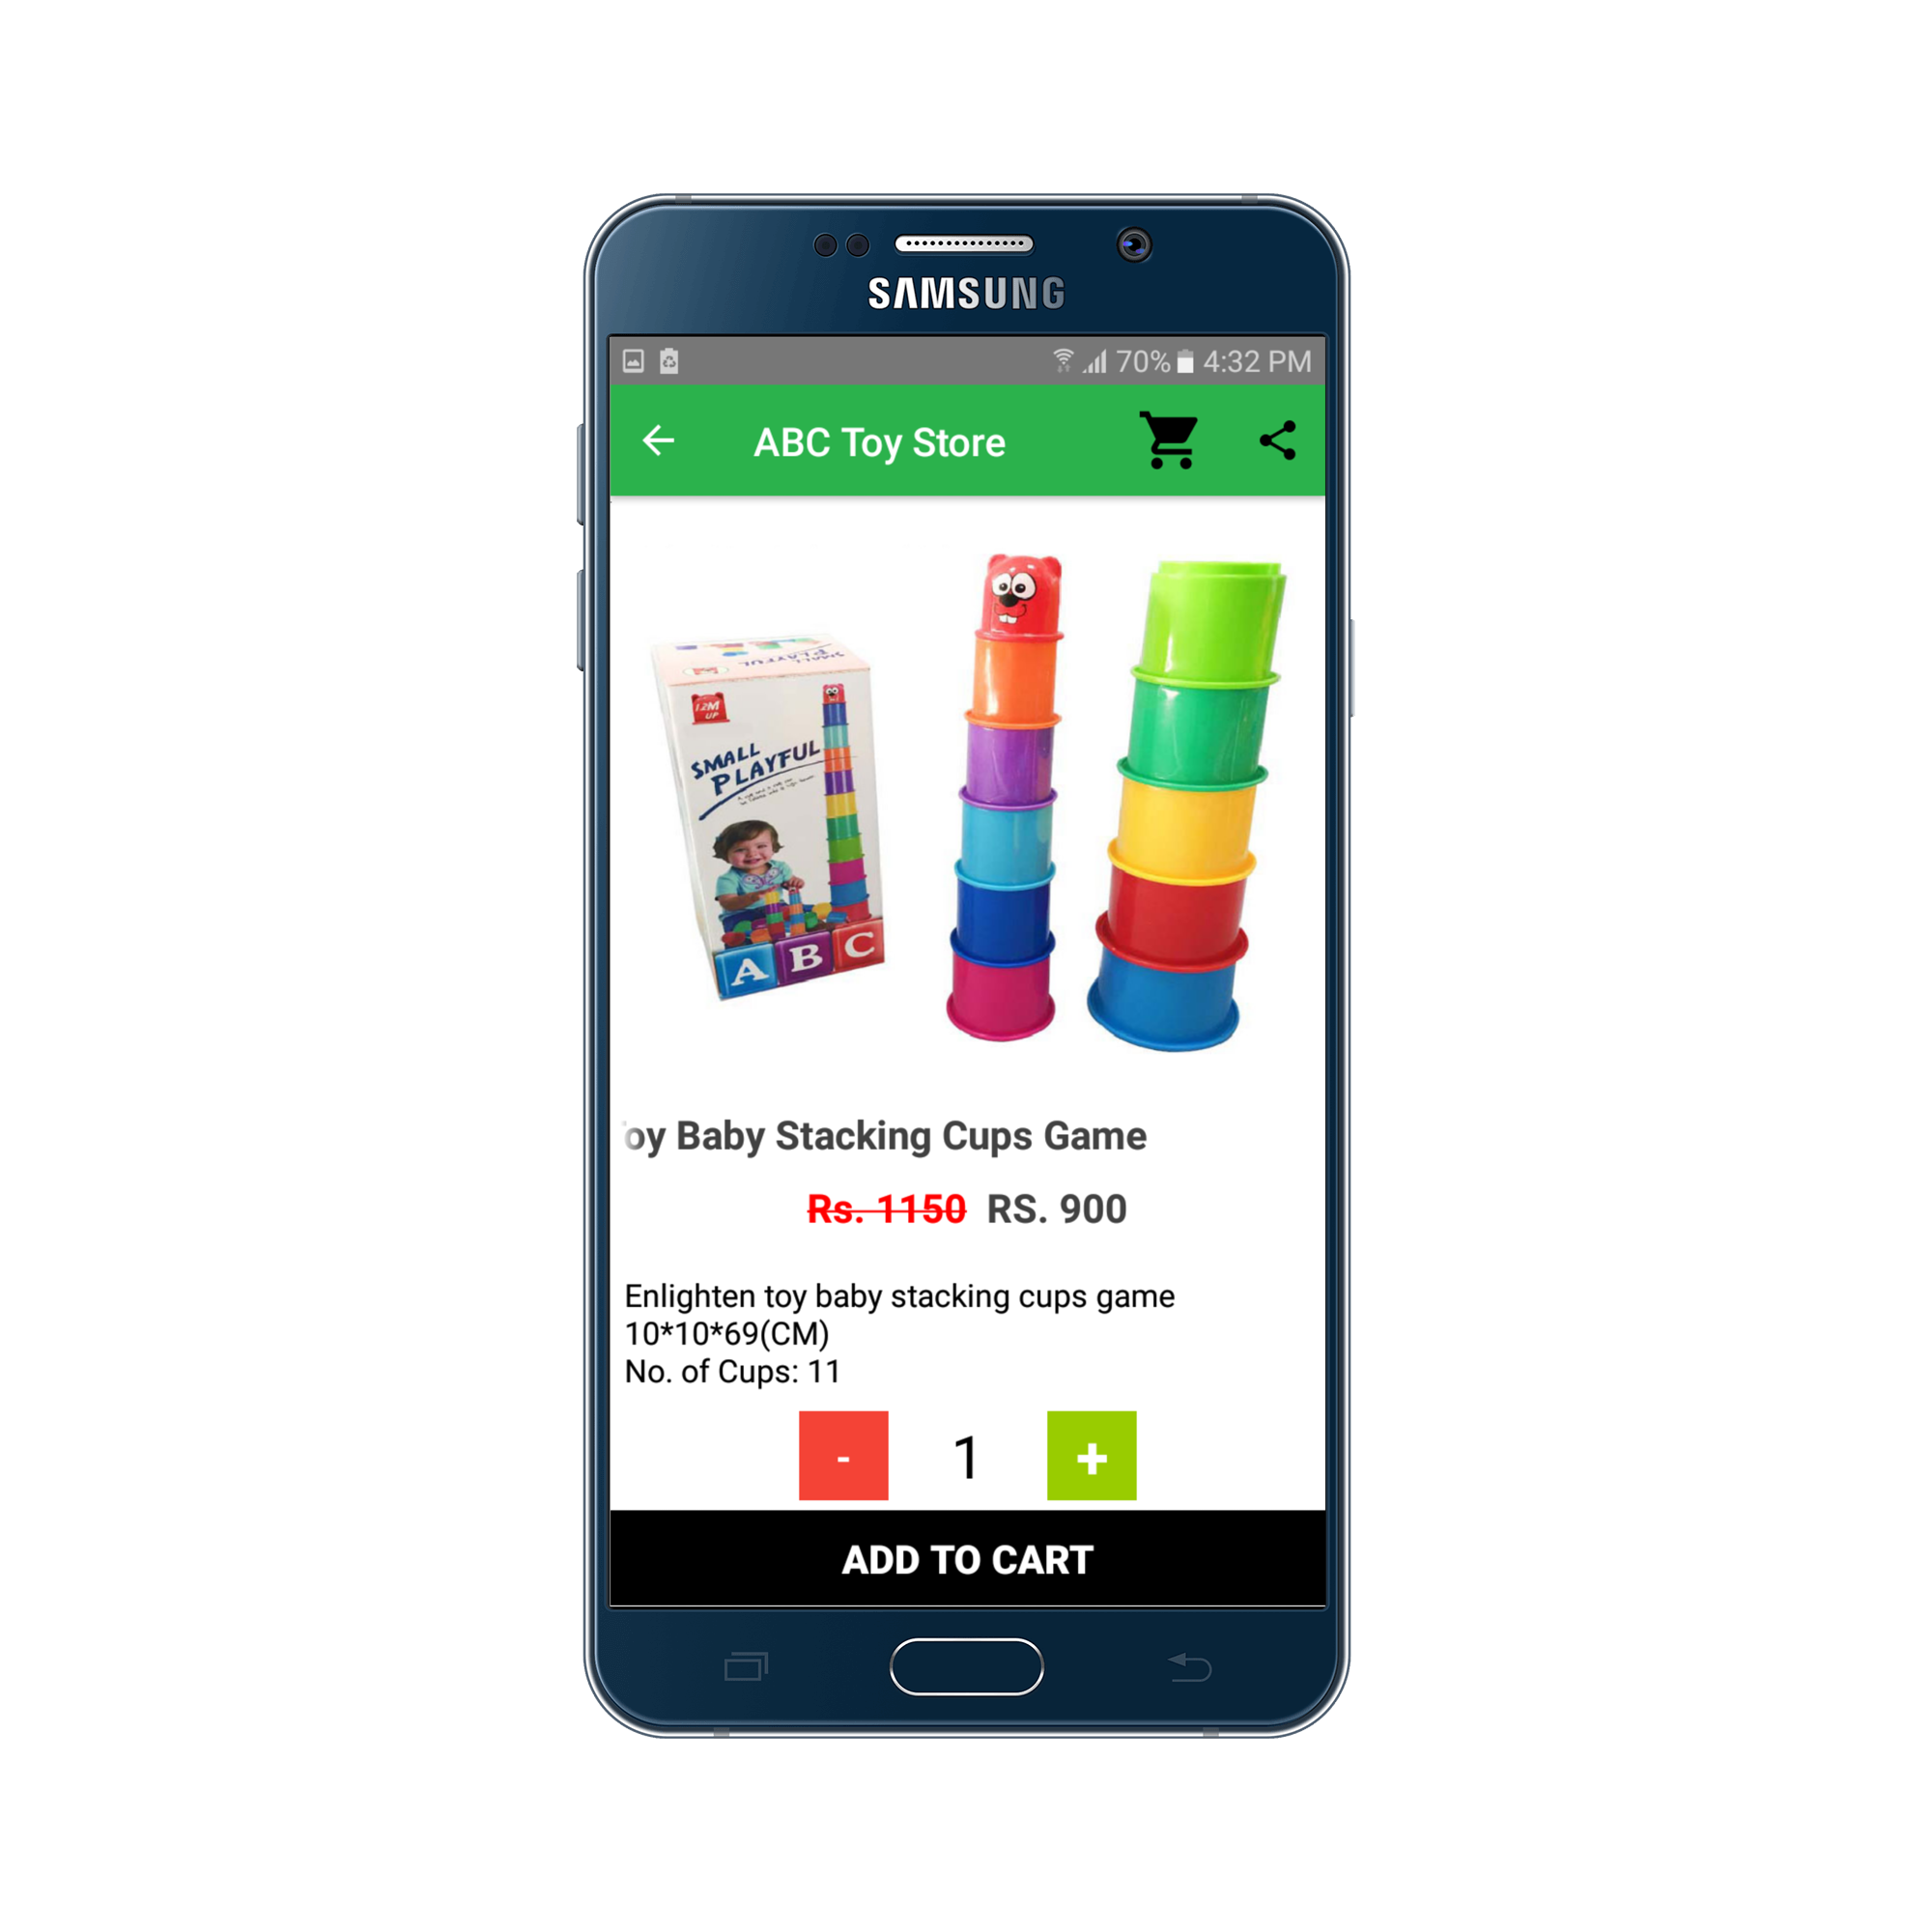 SAMSUNG
70% 4:32 PM
ABC Toy Store
SMALL
PLAYFUL
12M
UP
SMALL
PLAYFUL
A B C
oy Baby Stacking Cups Game
Rs. 1150 RS. 900
Enlighten toy baby stacking cups game
10*10*69(CM)
No. of Cups: 11
- 1 +
ADD TO CART